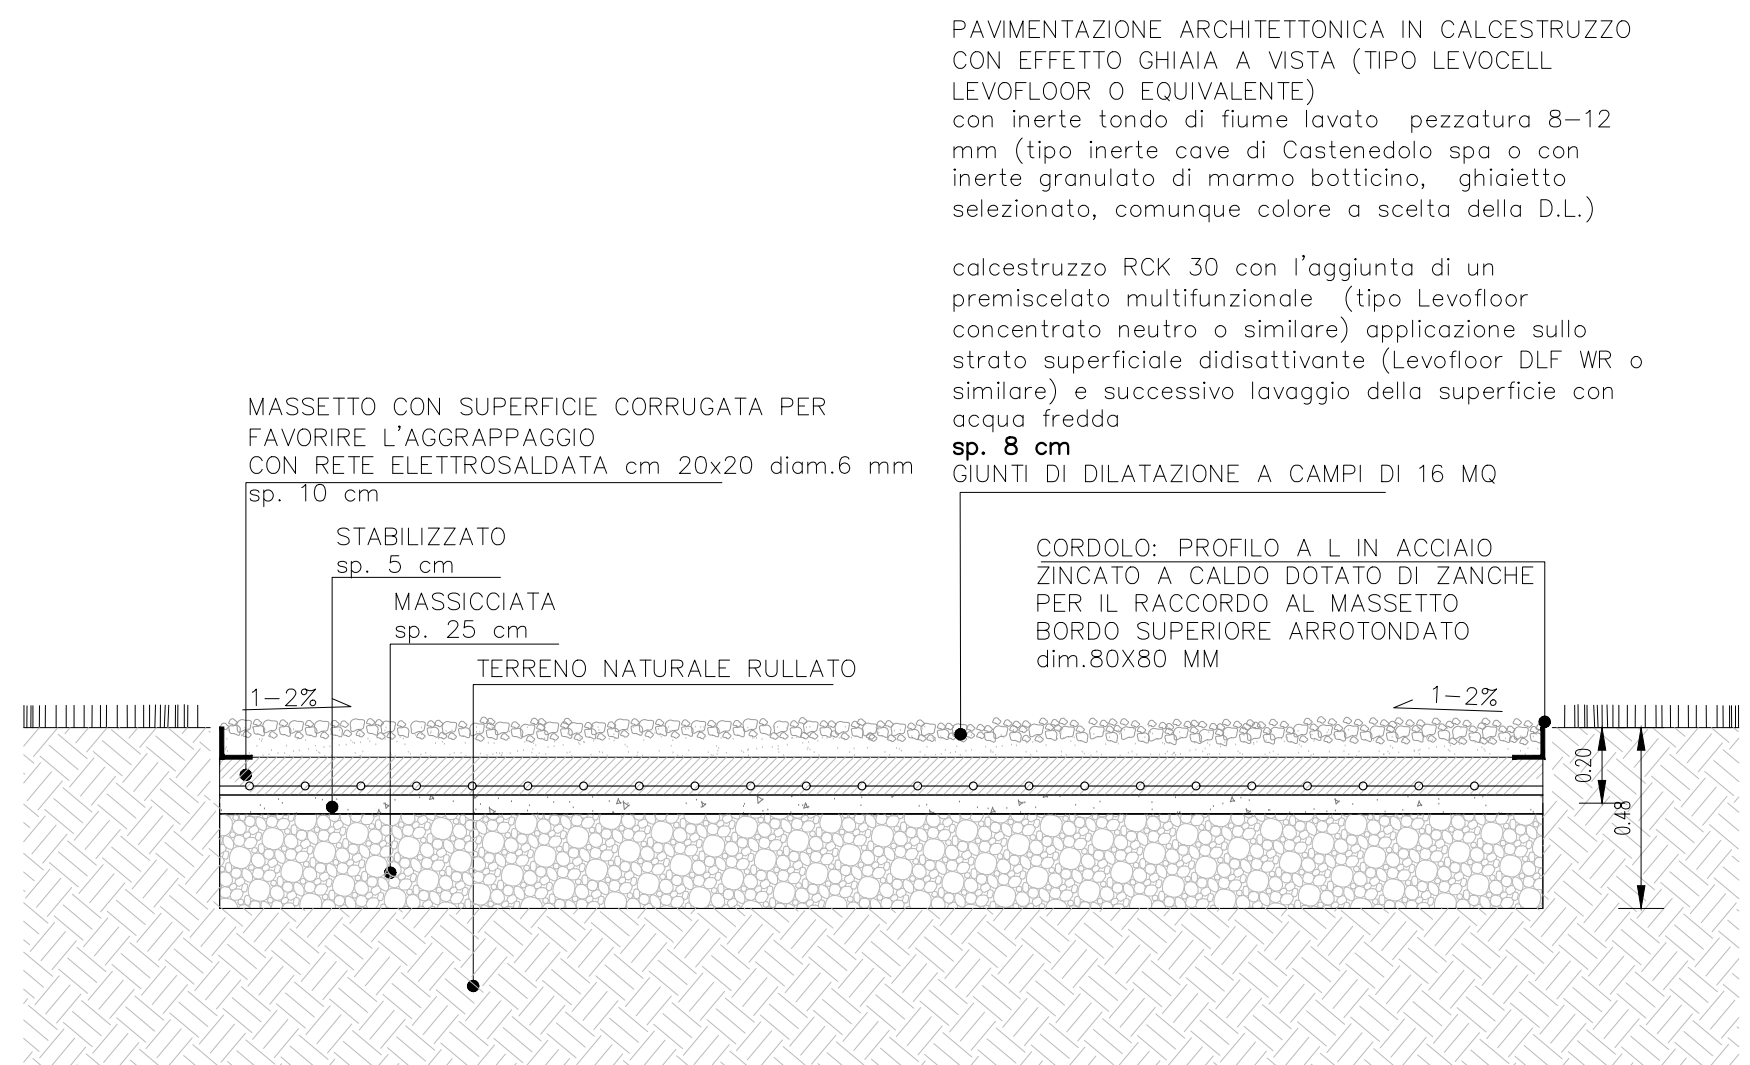 PAVIMENTAZIONE ARCHITETTONICA IN CALCESTRUZZO
CON EFFETTO GHIAIA A VISTA (TIPO LEVOCELL
LEVOFLOOR O EQUIVALENTE)
con inerte tondo di fiume lavato pezzatura 8-12
mm (tipo inerte cave di Castenedolo spa o con
inerte granulato di marmo botticino, ghiaietto
selezionato, comunque colore a scelta della D.L.)
calcestruzzo RCK 30 con l'aggiunta di un
premiscelato multifunzionale (tipo Levofloor
concentrato neutro o similare) applicazione sullo
strato superficiale didisattivante (Levofloor DLF WR o
similare) e successivo lavaggio della superficie con
acqua fredda
sp. 8 cm
GIUNTI DI DILATAZIONE A CAMPI DI 16 MQ
MASSETTO CON SUPERFICIE CORRUGATA PER
FAVORIRE L'AGGRAPPAGGIO
CON RETE ELETTROSALDATA cm 20x20 diam.6 mm
sp. 10 cm
STABILIZZATO
sp. 5 cm
MASSICCIATA
sp. 25 cm
TERRENO NATURALE RULLATO
CORDOLO: PROFILO A L IN ACCIAIO
ZINCATO A CALDO DOTATO DI ZANCHE
PER IL RACCORDO AL MASSETTO
BORDO SUPERIORE ARROTONDATO
dim.80X80 MM
1-2%
1-2%
0.20
0.48